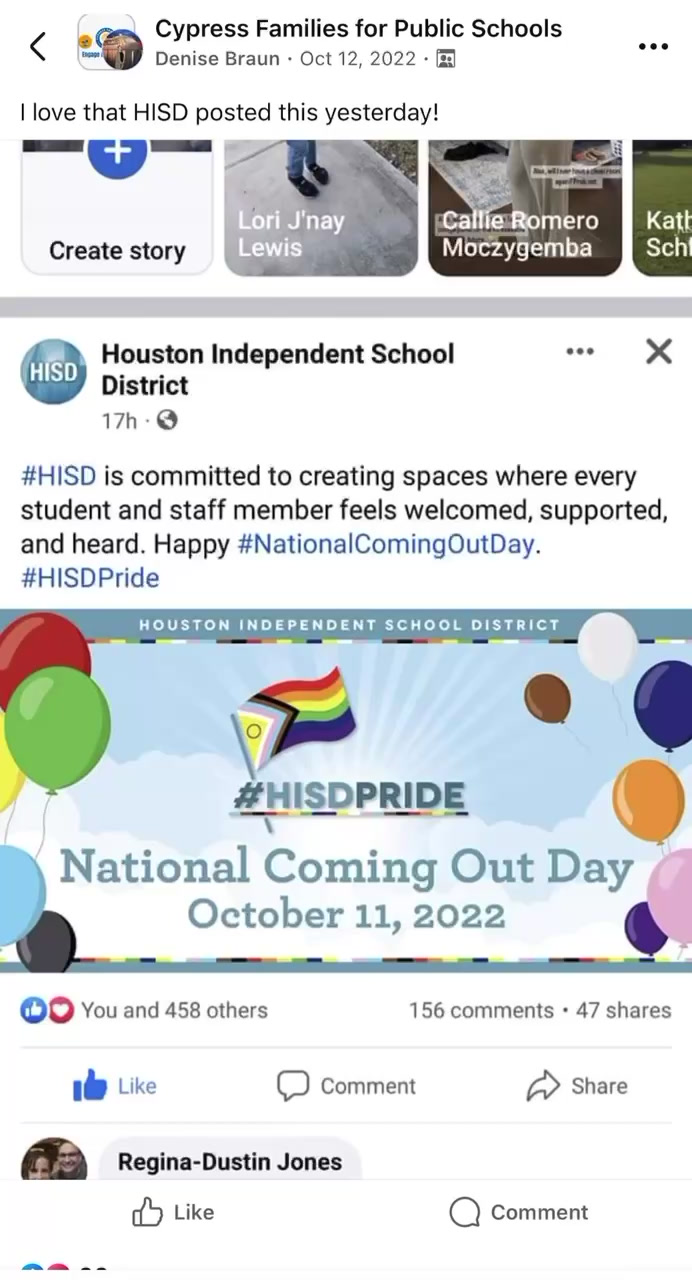 Cypress Families for Public Schools
Denise Braun · Oct 12, 2022 ·
I love that HISD posted this yesterday!
Create story
Lori J'nay
Lewis
Callie Romero
Moczygemba
Kath
Sch
HISD
Houston Independent School
District
17h ·
#HISD is committed to creating spaces where every
student and staff member feels welcomed, supported,
and heard. Happy #NationalComingOutDay.
#HISDPride
HOUSTON INDEPENDENT SCHOOL DISTRICT
#HISDPRIDE
National Coming Out Day
October 11, 2022
You and 458 others
156 comments • 47 shares
Like
Comment
Share
Regina-Dustin Jones
Like
Comment